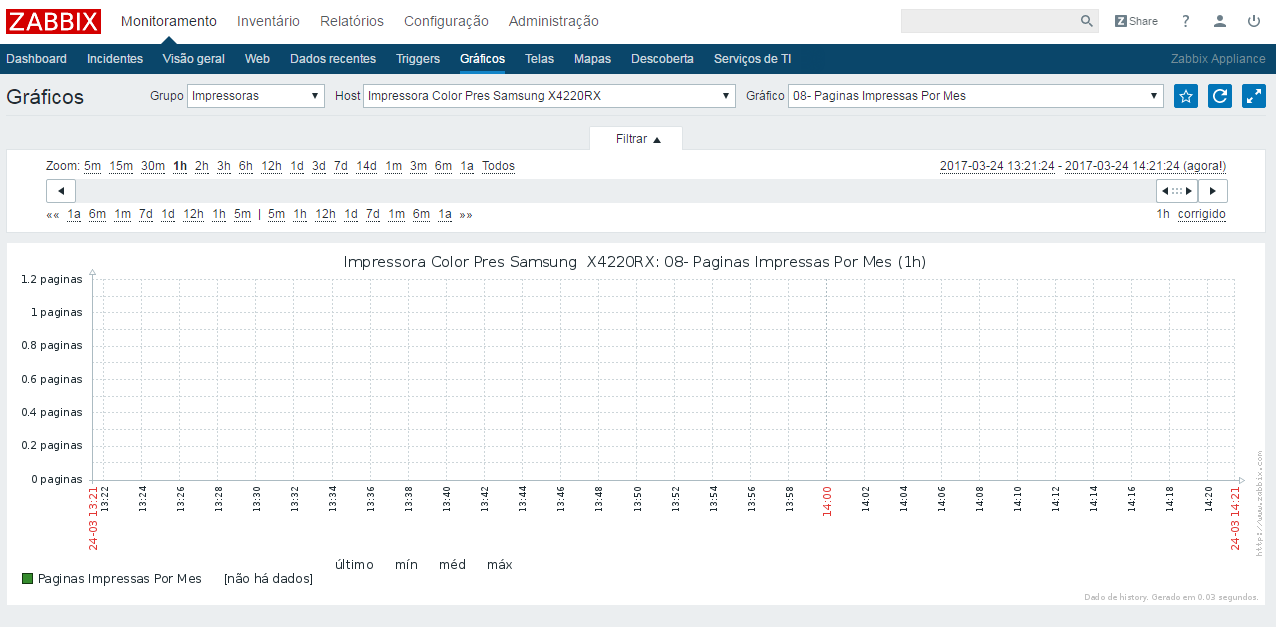 ZABBIX Monitoramento Inventário Relatórios Configuração Administração Z Share ?
Dashboard Incidentes Visão geral Web Dados recentes Triggers Gráficos Telas Mapas Descoberta Serviços de TI Zabbix Appliance
Gráficos Grupo Impressoras Host Impressora Color Pres Samsung X4220RX Gráfico 08- Paginas Impressas Por Mes
Filtrar
Zoom: 5m 15m 30m 1h 2h 3h 6h 12h 1d 3d 7d 14d 1m 3m 6m 1a Todos 2017-03-24 13:21:24 - 2017-03-24 14:21:24 (agora!)
«« 1a 6m 1m 7d 1d 12h 1h 5m | 5m 1h 12h 1d 7d 1m 6m 1a »» 1h corrigido
Impressora Color Pres Samsung X4220RX: 08- Paginas Impressas Por Mes (1h)
1.2 paginas
1 paginas
0.8 paginas
0.6 paginas
0.4 paginas
0.2 paginas
0 paginas
24-03 13:21 13:22 13:24 13:26 13:28 13:30 13:32 13:34 13:36 13:38 13:40 13:42 13:44 13:46 13:48 13:50 13:52 13:54 13:56 13:58 14:00 14:02 14:04 14:06 14:08 14:10 14:12 14:14 14:16 14:18 14:20 24-03 14:21
http://www.zabbix.com
último mín méd máx
Paginas Impressas Por Mes [não há dados]
Dado de history. Gerado em 0.03 segundos.